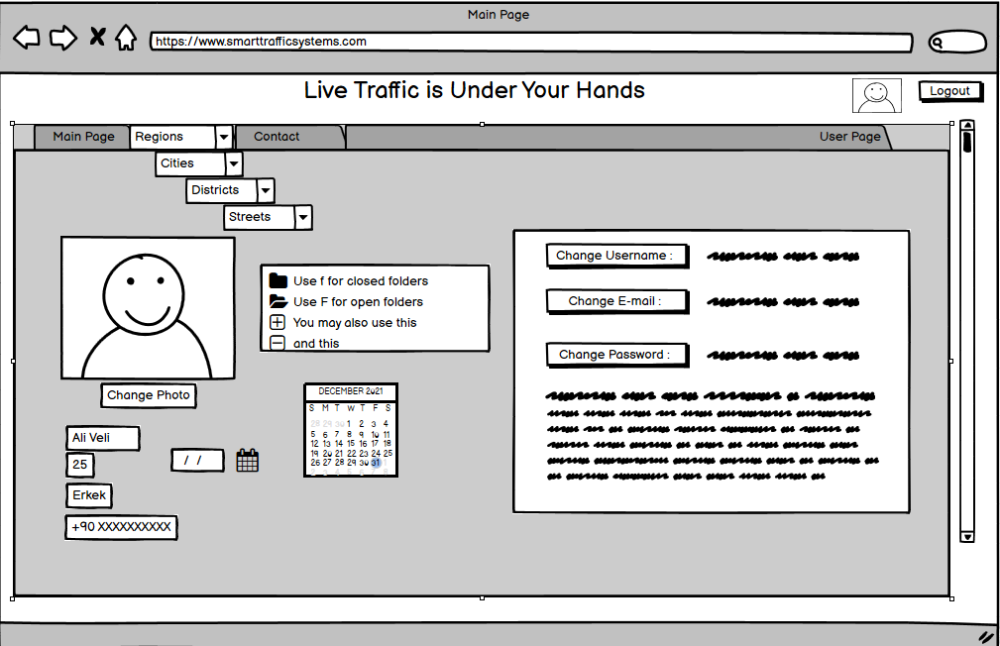 Main Page
https://www.smarttrafficsystems.com
Live Traffic is Under Your Hands
Logout
Main Page
Regions
Contact
User Page
Cities
Districts
Streets
Use f for closed folders
Use F for open folders
You may also use this
and this
Change Photo
Ali Veli
25
Erkek
+90 XXXXXXXXXX
/ /
DECEMBER 2021
S M T W T F S
28 29 30 1 2 3 4
5 6 7 8 9 10 11
12 13 14 15 16 17 18
19 20 21 22 23 24 25
26 27 28 29 30 31
Change Username :
Change E-mail :
Change Password :